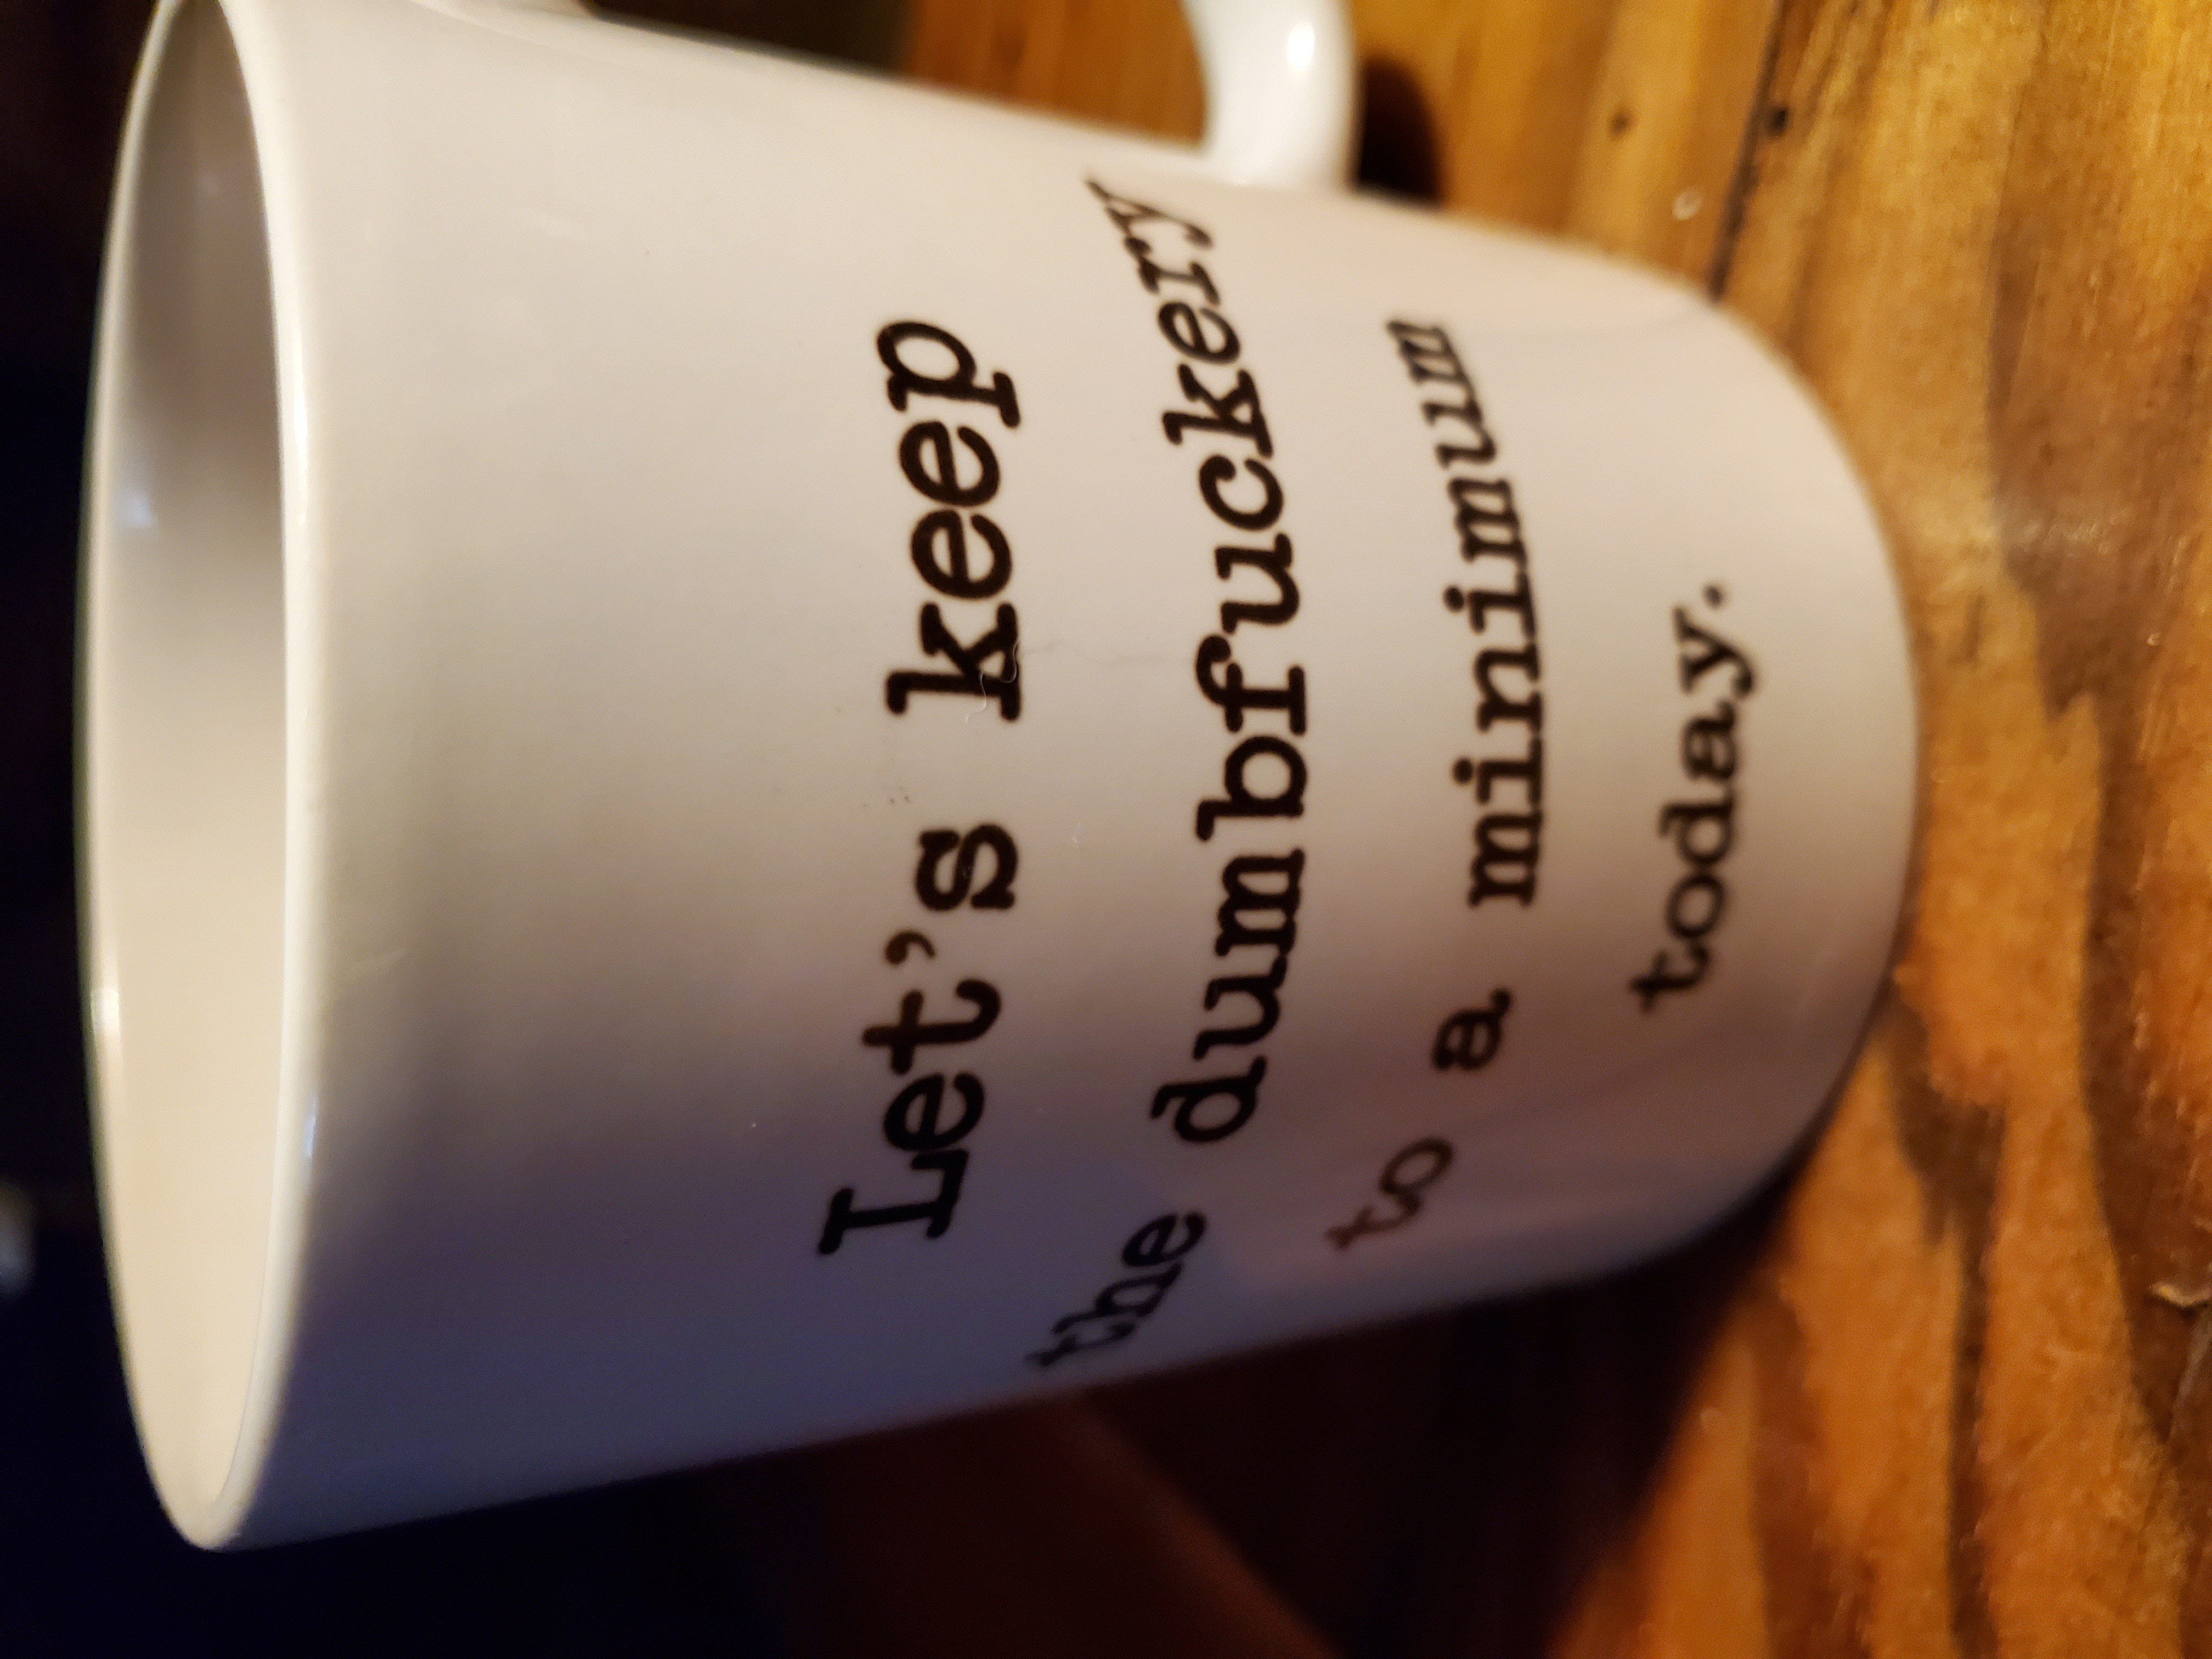 Let's keep
the dumbfuckery
to a minimum
today.